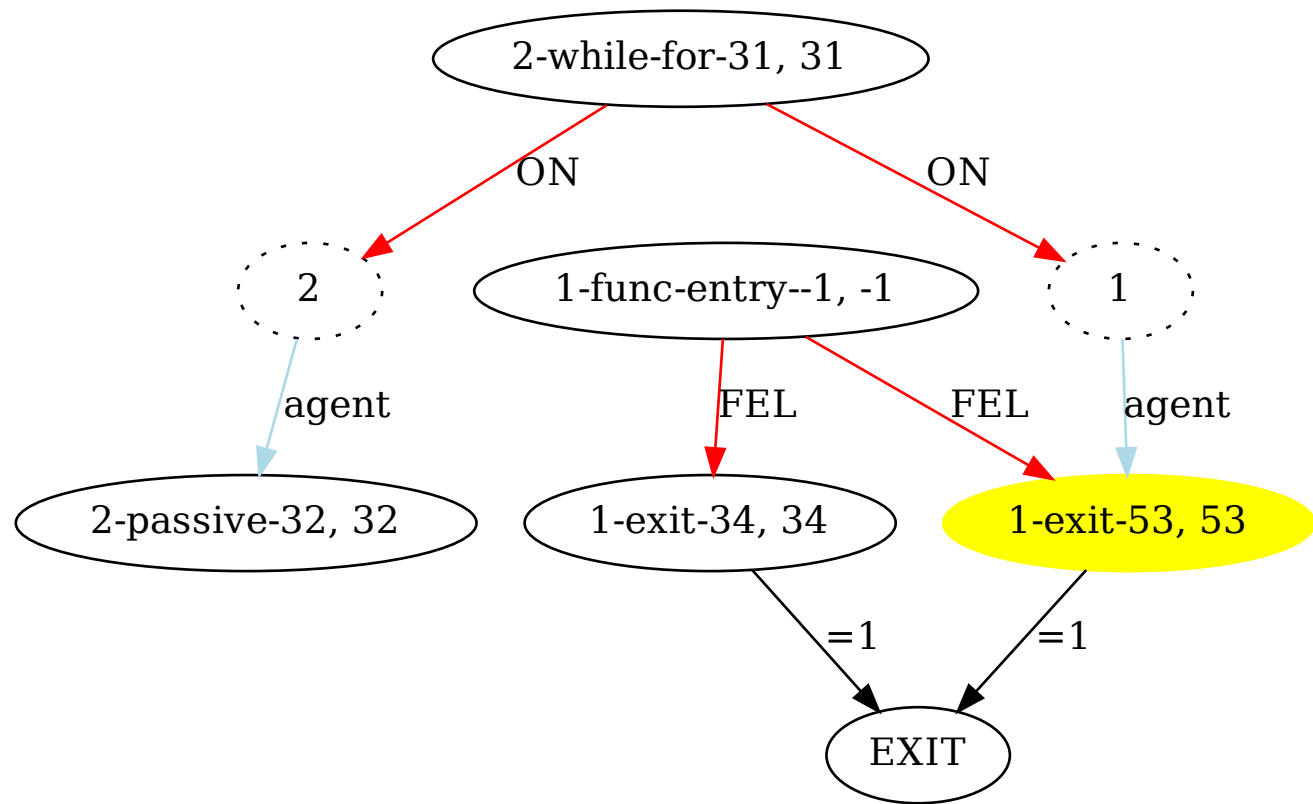 2-while-for-31, 31
ON
ON
2
1-func-entry--1, -1
1
agent
FEL
FEL
agent
2-passive-32, 32
1-exit-34, 34
1-exit-53, 53
=1
=1
EXIT